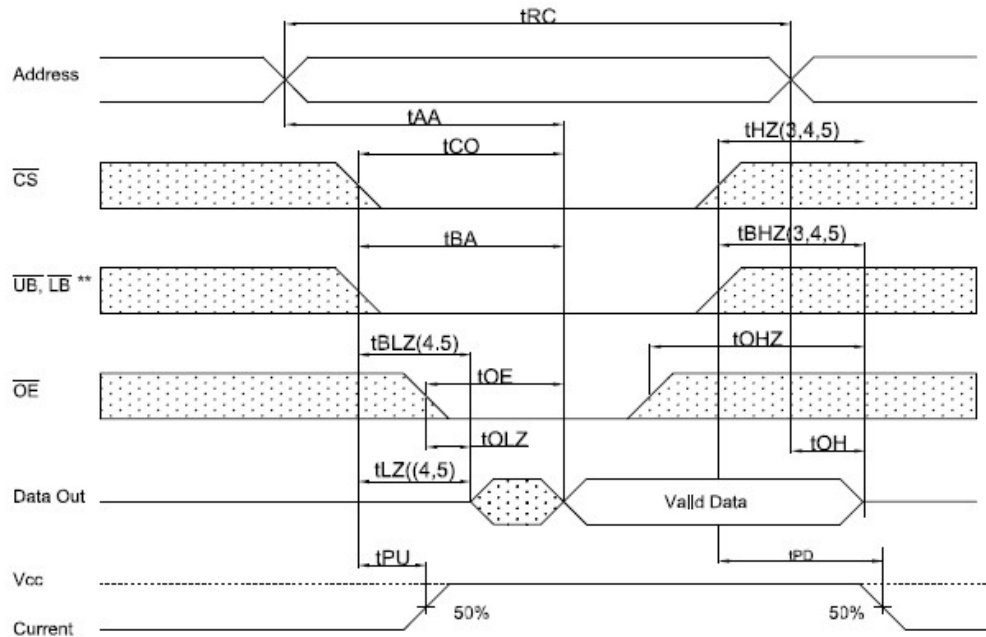 tRC
Address
tAA
tHZ(3,4,5)
tCO
CS
tBA
tBHZ(3,4,5)
UB, LB **
tBLZ(4.5)
tOHZ
tOE
OE
tOLZ
tOH
tLZ((4,5)
Data Out
Valid Data
tPU
tPD
Vcc
50%
50%
Current